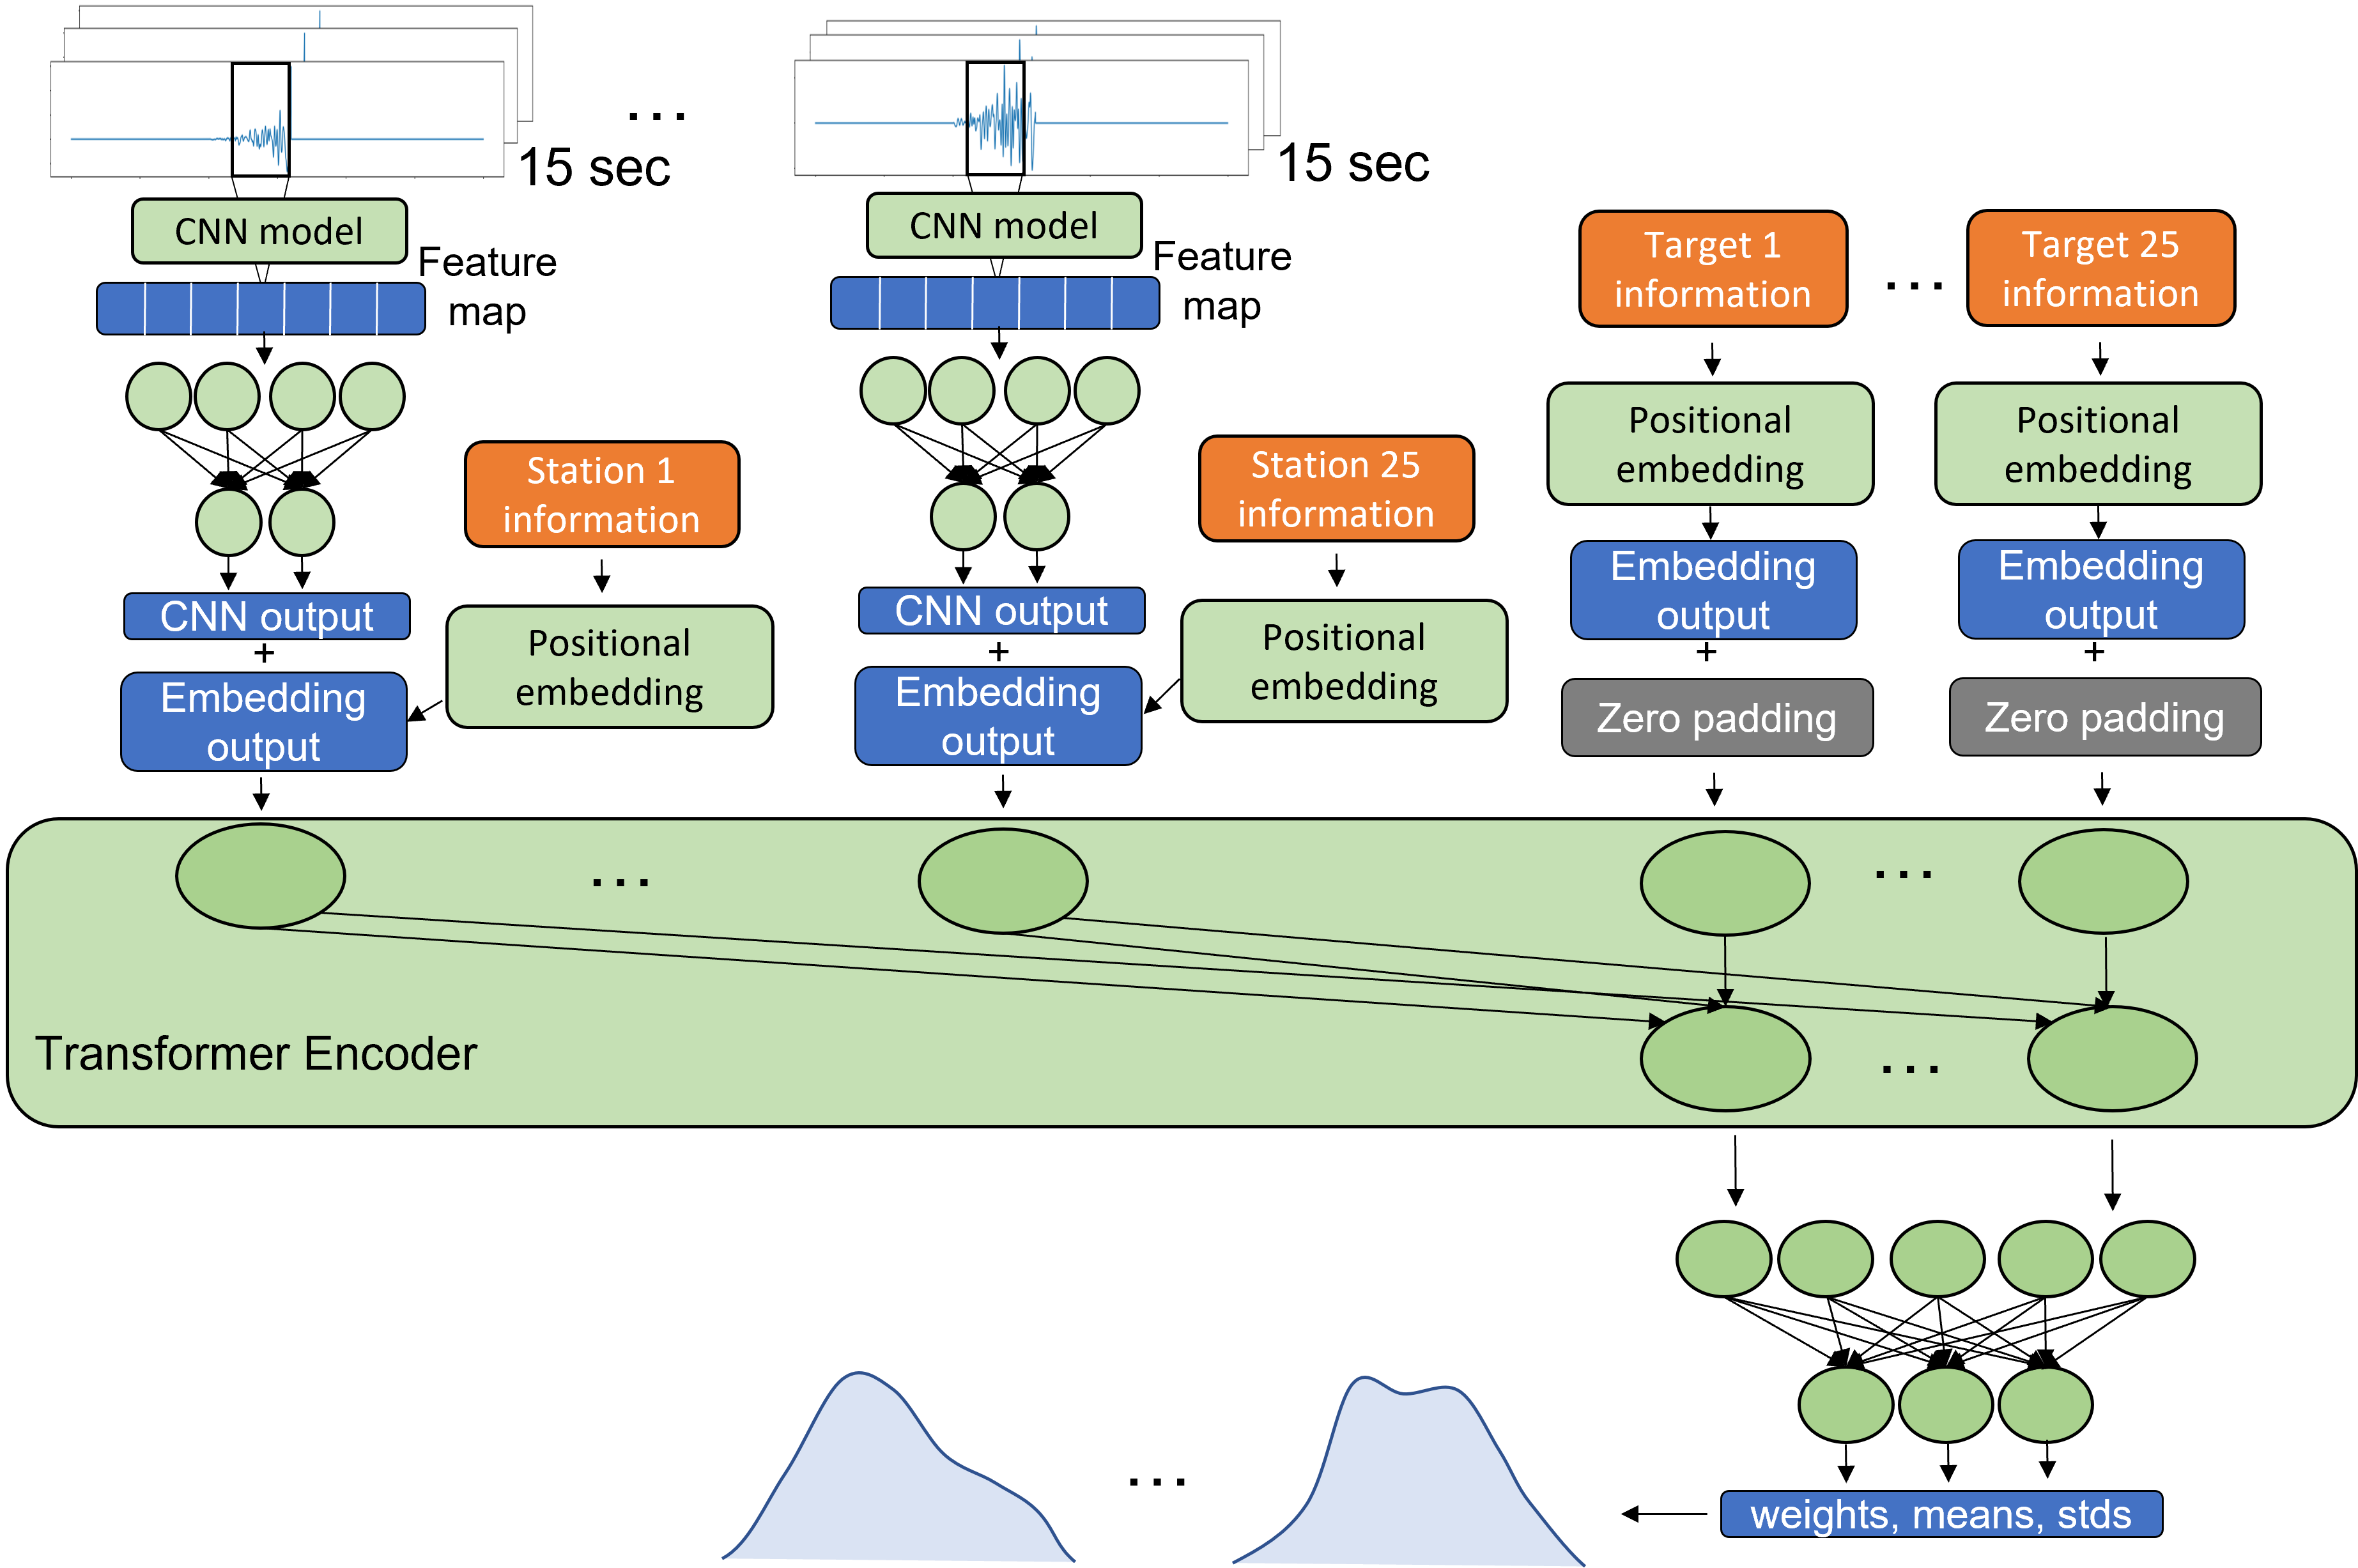 15 sec
CNN model
Feature
map
Station 1
information
CNN output
+
Positional
embedding
Embedding
output
...
15 sec
CNN model
Feature
map
Station 25
information
CNN output
+
Positional
embedding
Embedding
output
Target 1
information
Positional
embedding
Embedding
output
+
Zero padding
...
Target 25
information
Positional
embedding
Embedding
output
+
Zero padding
...
...
Transformer Encoder
...
weights, means, stds
...